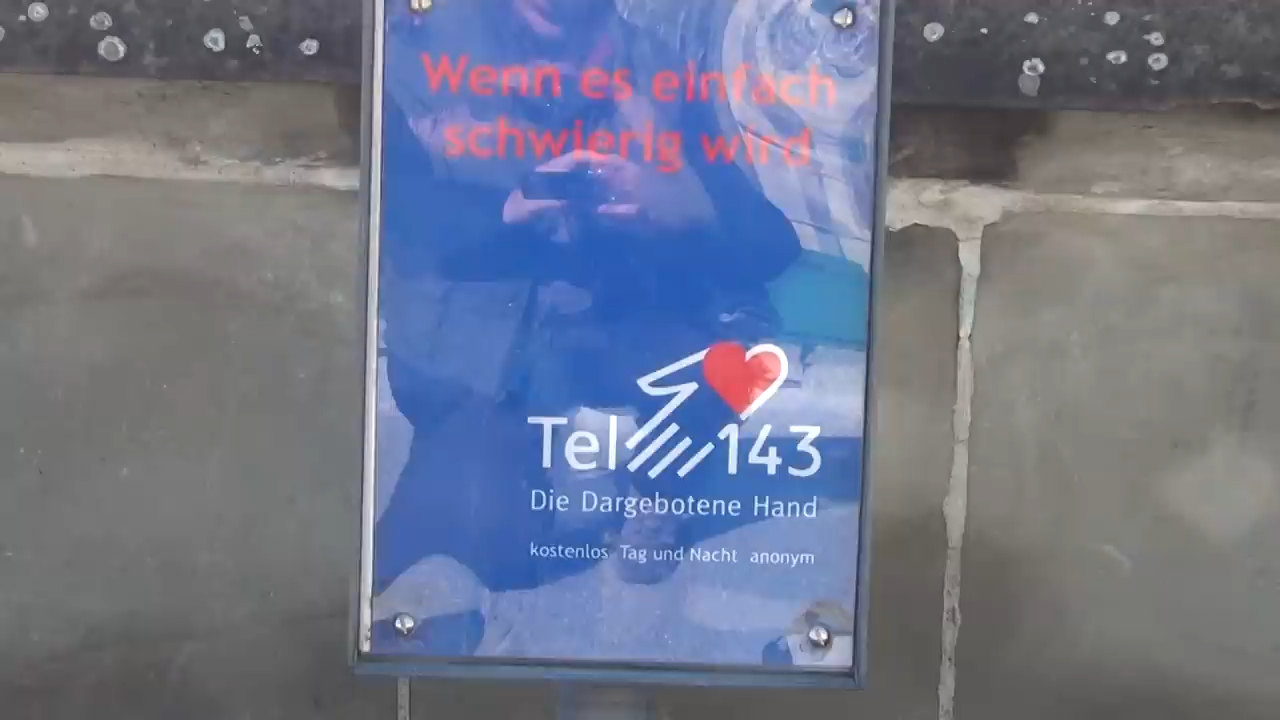 Wenn es einfach
schwierig wird
Tel 143
Die Dargebotene Hand
kostenlos Tag und Nacht anonym